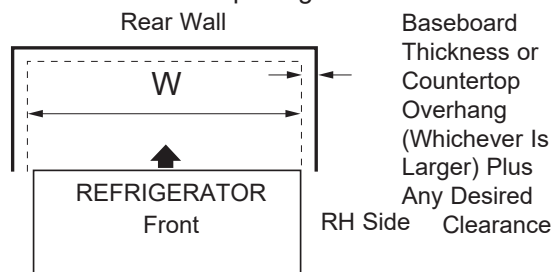 Rear Wall
W
REFRIGERATOR
Front
RH Side
Baseboard
Thickness or
Countertop
Overhang
(Whichever Is
Larger) Plus
Any Desired
Clearance